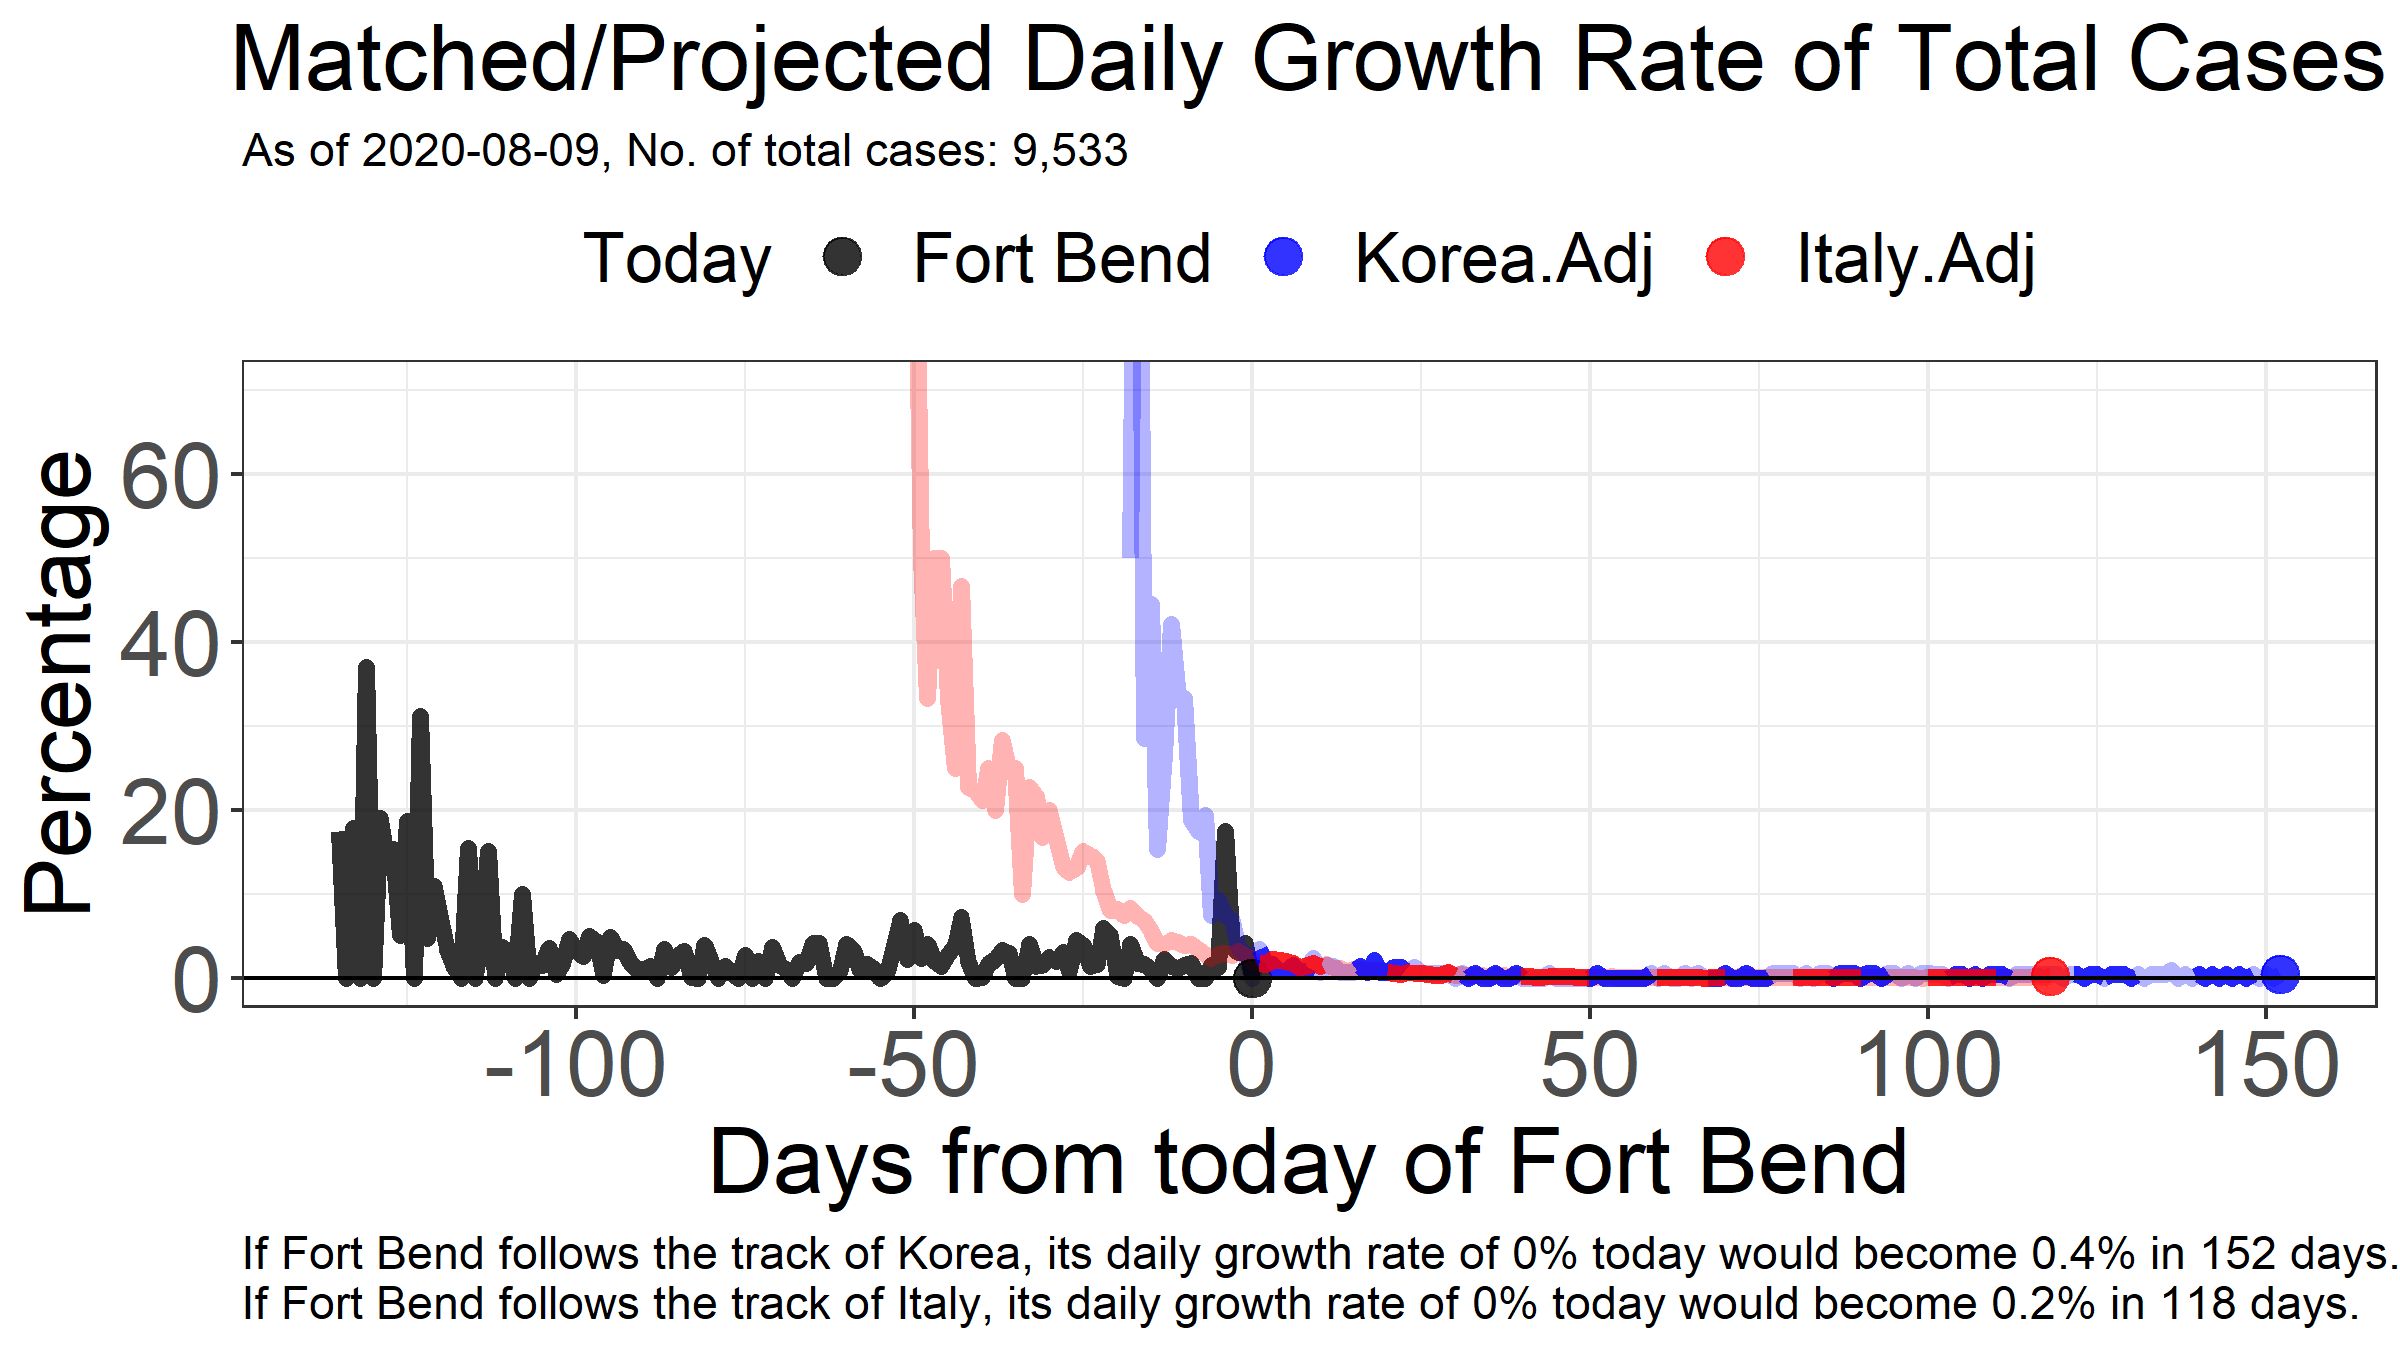 Matched/Projected Daily Growth Rate of Total Cases
As of 2020-08-09, No. of total cases: 9,533
Today Fort Bend Korea.Adj Italy.Adj
Percentage
60
40
20
0
-100 -50 0 50 100 150
Days from today of Fort Bend
If Fort Bend follows the track of Korea, its daily growth rate of 0% today would become 0.4% in 152 days.
If Fort Bend follows the track of Italy, its daily growth rate of 0% today would become 0.2% in 118 days.